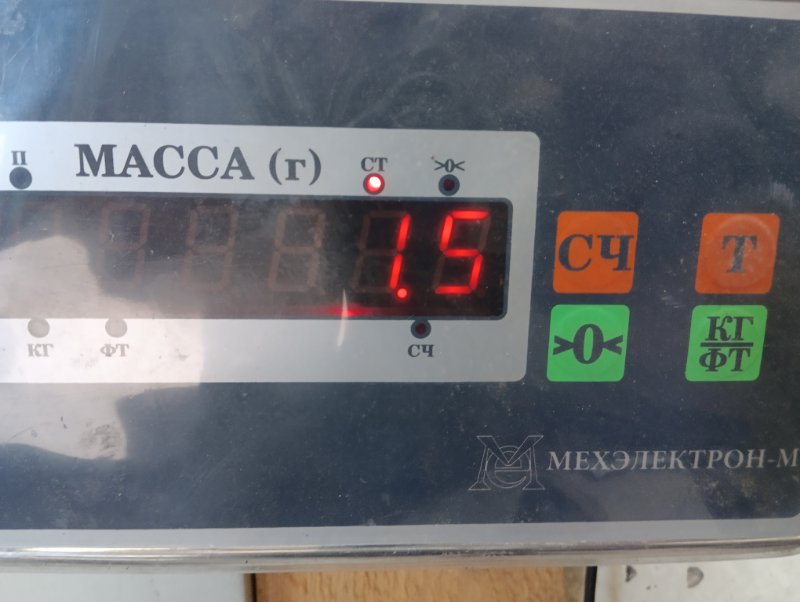 П МАССА (г) СТ >0<
1.5
КГ ФТ СЧ
СЧ Т
>0< КГ/ФТ
МЕХЭЛЕКТРОН-М